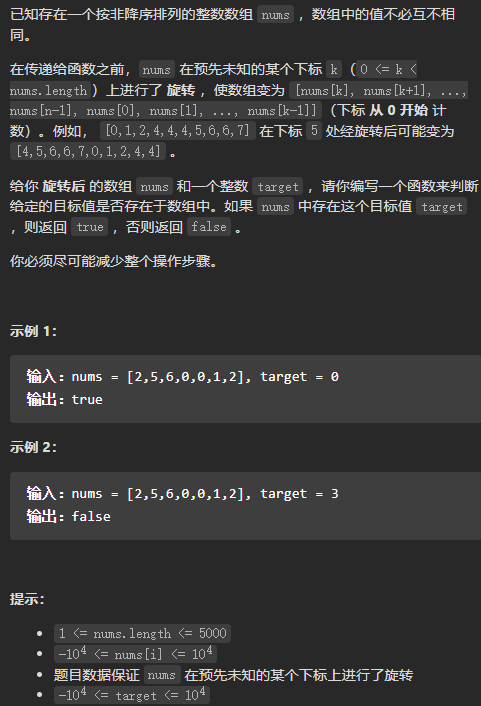 已知存在一个按非降序排列的整数数组 nums ，数组中的值不必互不相
同。
在传递给函数之前，nums 在预先未知的某个下标 k（0 <= k <
nums.length）上进行了 旋转 ，使数组变为 [nums[k], nums[k+1], ...,
nums[n-1], nums[0], nums[1], ..., nums[k-1]]（下标 从 0 开始 计
数）。例如， [0,1,2,4,4,4,5,6,6,7] 在下标 5 处经旋转后可能变为
[4,5,6,6,7,0,1,2,4,4] 。
给你 旋转后 的数组 nums 和一个整数 target ，请你编写一个函数来判断
给定的目标值是否存在于数组中。如果 nums 中存在这个目标值 target
，则返回 true ，否则返回 false 。
你必须尽可能减少整个操作步骤。
示例 1：
输入：nums = [2,5,6,0,0,1,2], target = 0
输出：true
示例 2：
输入：nums = [2,5,6,0,0,1,2], target = 3
输出：false
提示：
• 1 <= nums.length <= 5000
• -10⁴ <= nums[i] <= 10⁴
• 题目数据保证 nums 在预先未知的某个下标上进行了旋转
• -10⁴ <= target <= 10⁴